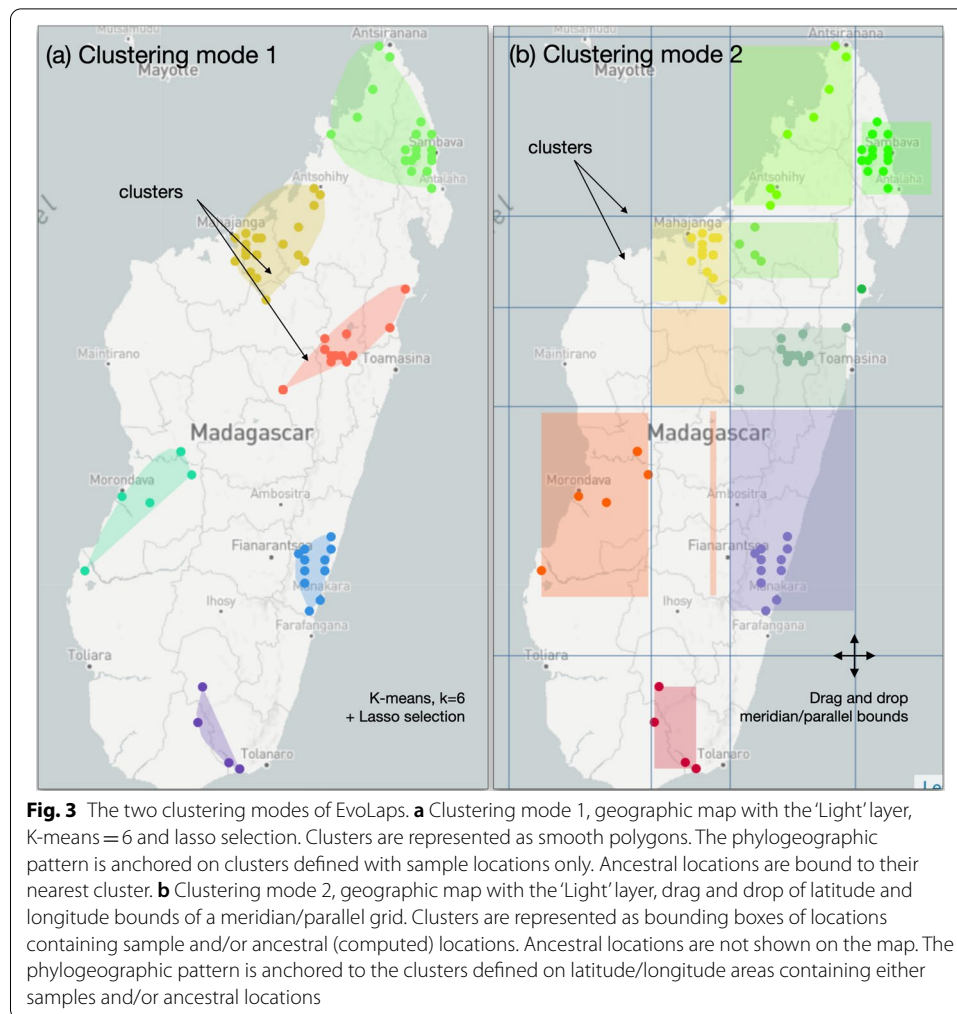 (a) Clustering mode 1
Mutsamudu
Mayotte
Antsiranana
Sambava
Antalaha
clusters
Antsohihy
Mahajanga
Maintirano
Toamasina
Madagascar
Morondava
Ambositra
Fianarantsoa
Manakara
Ihosy
Farafangana
Toliara
Tolanaro
K-means, k=6
+ Lasso selection
(b) Clustering mode 2
Mutsamudu
Mayotte
Antsiranana
Sambava
Antalaha
clusters
Antsohihy
el
Mahajanga
Maintirano
Toamasina
Madagascar
Morondava
Ambositra
Fianarantsoa
Manakara
Ihosy
Farafangana
Toliara
Drag and drop
meridian/parallel bounds
Tolanaro
Le
Fig. 3 The two clustering modes of EvoLaps. a Clustering mode 1, geographic map with the ‘Light’ layer,
K-means = 6 and lasso selection. Clusters are represented as smooth polygons. The phylogeographic
pattern is anchored on clusters defined with sample locations only. Ancestral locations are bound to their
nearest cluster. b Clustering mode 2, geographic map with the ‘Light’ layer, drag and drop of latitude and
longitude bounds of a meridian/parallel grid. Clusters are represented as bounding boxes of locations
containing sample and/or ancestral (computed) locations. Ancestral locations are not shown on the map. The
phylogeographic pattern is anchored to the clusters defined on latitude/longitude areas containing either
samples and/or ancestral locations